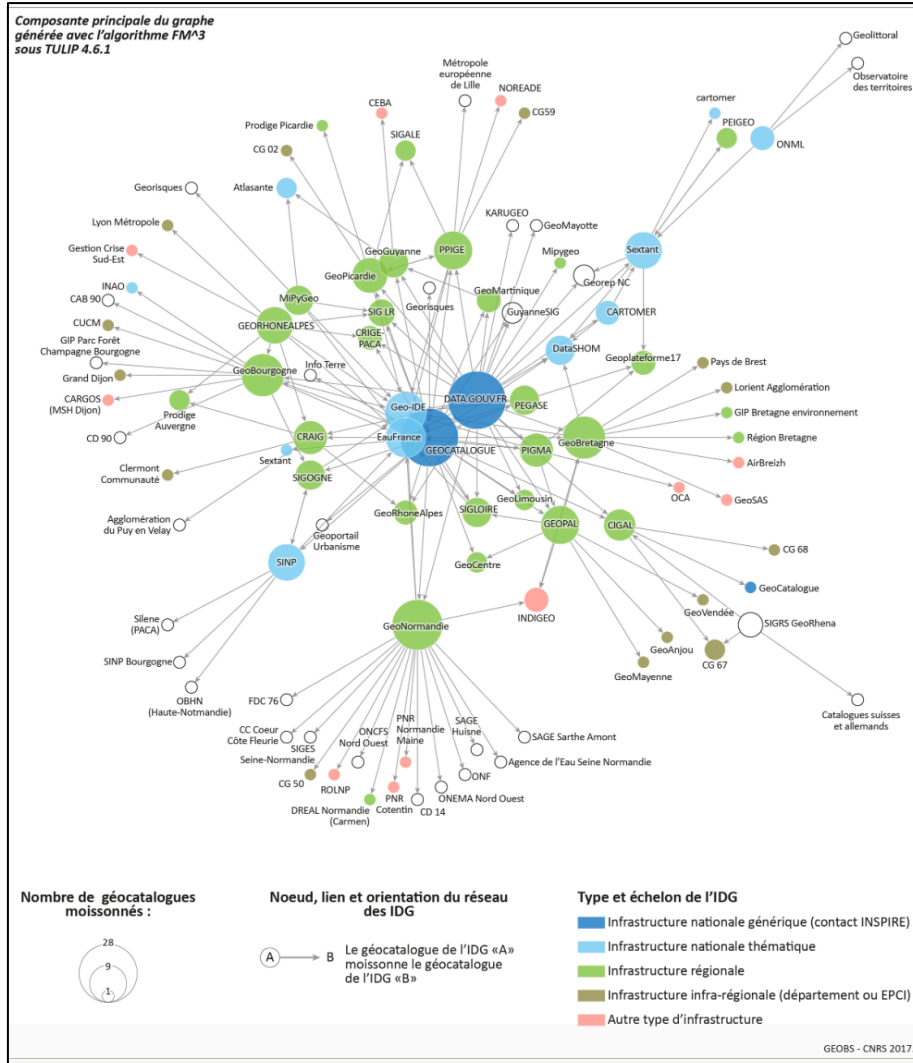 Composante principale du graphe
générée avec l'algorithme FM^3
sous TULIP 4.6.1
Geolittoral
Observatoire
des territoires
Métropole
européenne
de Lille
NOREADE
CEBA
CG59
cartomer
PEIGEO
ONML
Prodige Picardie
SIGALE
CG 02
Atlasante
Georisques
KARUGEO
GeoMayotte
Lyon Métropole
GeoGuyanne
PPIGE
Sextant
Mipygeo
Gestion Crise
Sud-Est
GeoPicardie
Georep NC
GeoMartinique
INAO
MiPyGeo
Georisques
CAB 90
SIG LR
GuyanneSIG
CARTOMER
GEORHONEALPES
CUCM
CRIGE-
PACA
DataSHOM
Geoplateforme17
GIP Parc Forêt
Champagne Bourgogne
Info Terre
Pays de Brest
GeoBourgogne
Grand Dijon
Lorient Agglomération
DATA.GOUV.FR
PEGASE
CARGOS
(MSH Dijon)
Prodige
Auvergne
Geo-IDE
GIP Bretagne environnement
CD 90
CRAIG
EauFrance
GEOCATALOGUE
PIGMA
GeoBretagne
Région Bretagne
Sextant
AirBreizh
Clermont
Communauté
SIGOGNE
OCA
GeoSAS
GeoLimousin
GeoRhoneAlpes
SIGLOIRE
GEOPAL
CIGAL
Agglomération
du Puy en Velay
Geoportail
Urbanisme
CG 68
SINP
GeoCentre
GeoCatalogue
INDIGEO
GeoVendée
SIGRS GeoRhena
Silene
(PACA)
GeoNormandie
GeoAnjou
CG 67
GeoMayenne
SINP Bourgogne
OBHN
(Haute-Notmandie)
FDC 76
Catalogues suisses
et allemands
CC Coeur
Côte Fleurie
SIGES
Seine-Normandie
ONCFS
Nord Ouest
PNR
Normandie
Maine
SAGE
Huisne
SAGE Sarthe Amont
Agence de l'Eau Seine Normandie
CG 50
ROLNP
ONF
DREAL Normandie
(Carmen)
PNR
Cotentin
CD 14
ONEMA Nord Ouest
Nombre de géocatalogues
moissonnés :
28
9
1
Noeud, lien et orientation du réseau
des IDG
A
B
Le géocatalogue de l'IDG «A»
moissonne le géocatalogue
de l'IDG «B»
Type et échelon de l'IDG
Infrastructure nationale générique (contact INSPIRE)
Infrastructure nationale thématique
Infrastructure régionale
Infrastructure infra-régionale (département ou EPCI)
Autre type d'infrastructure
GEOBS - CNRS 2017.